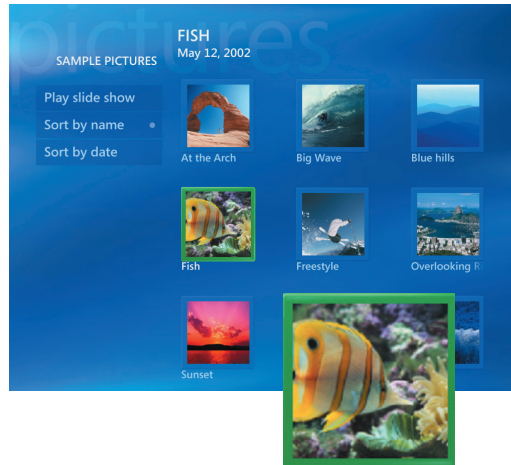 pictures
FISH
May 12, 2002
SAMPLE PICTURES
Play slide show
Sort by name
Sort by date
At the Arch
Big Wave
Blue hills
Fish
Freestyle
Overlooking R
Sunset